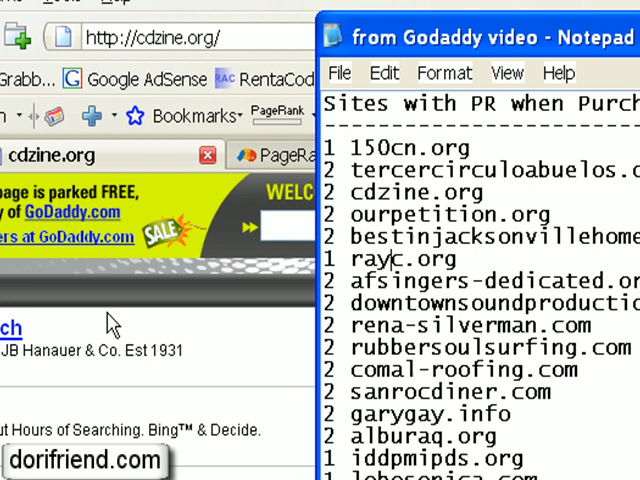 http://cdzine.org/
Grabb...
Google AdSense
RAC RentaCod
Bookmarks
PageRank
cdzine.org
PageRa
page is parked FREE,
y of GoDaddy.com
ers at GoDaddy.com
SALE
WELC
ch
JB Hanauer & Co. Est 1931
ut Hours of Searching. Bing™ & Decide.
dorifriend.com
from Godaddy video - Notepad
File Edit Format View Help
Sites with PR when Purch
------------------------
1 150cn.org
2 tercercirculoabuelos.o
2 cdzine.org
2 ourpetition.org
2 bestinjacksonvillehome
1 rayc.org
2 afsingers-dedicated.or
2 downtownsoundproductio
2 rena-silverman.com
2 rubbersoulsurfing.com
2 comal-roofing.com
2 sanrocdiner.com
2 garygay.info
2 alburaq.org
1 iddpmipds.org